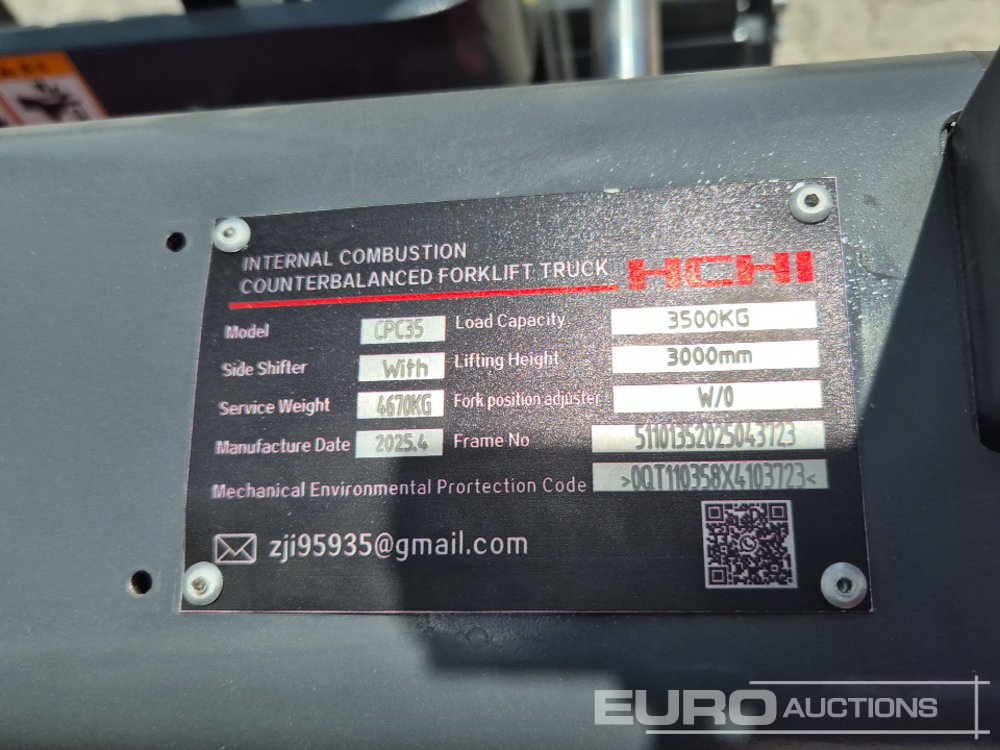 INTERNAL COMBUSTION
COUNTERBALANCED FORKLIFT TRUCK HCHI
Model CPC35 Load Capacity 3500KG
Side Shifter With Lifting Height 3000mm
Service Weight 4670KG Fork position adjuster W/O
Manufacture Date 2025.4 Frame No 51101352025043723
Mechanical Environmental Prortection Code >0QT110358X4103723<
zji95935@gmail.com
EURO AUCTIONS